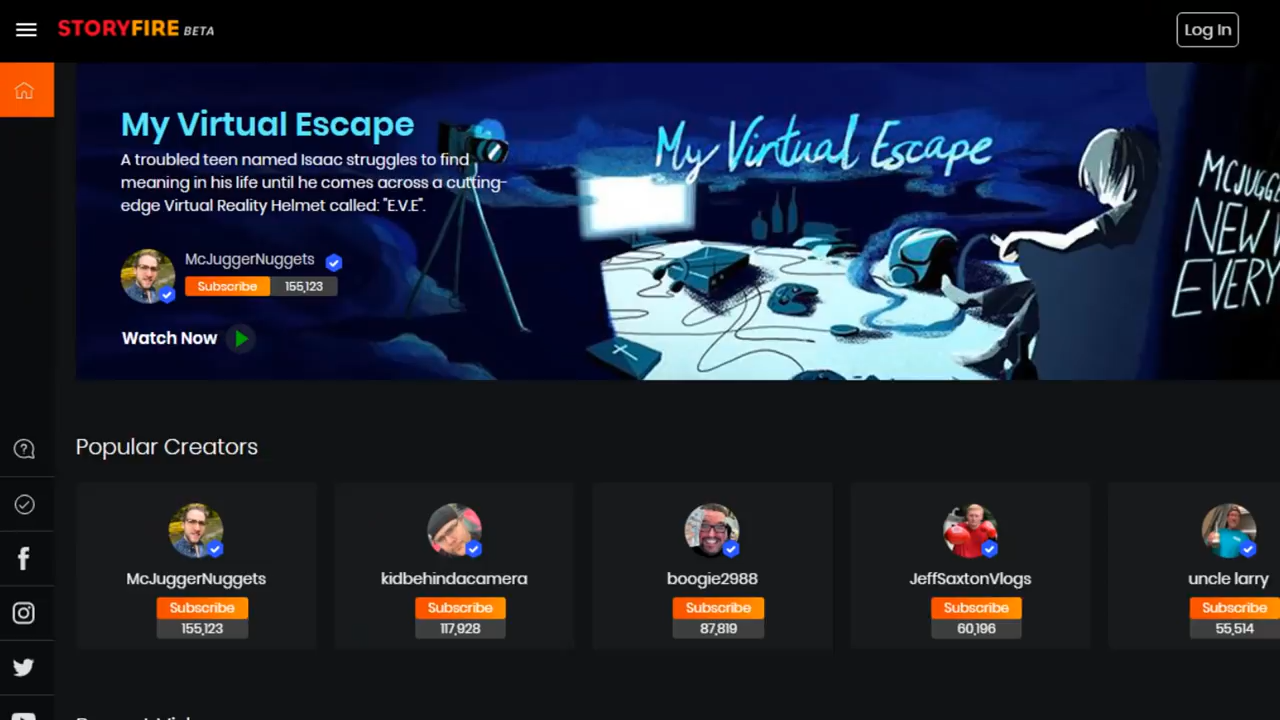 STORYFIRE BETA
Log In
My Virtual Escape
A troubled teen named Isaac struggles to find
meaning in his life until he comes across a cutting-
edge Virtual Reality Helmet called: "E.V.E".
McJuggerNuggets
Subscribe 155,123
Watch Now
My Virtual Escape
NEW
EVERY
Popular Creators
McJuggerNuggets
Subscribe
155,123
kidbehindacamera
Subscribe
117,928
boogie2988
Subscribe
87,819
JeffSaxtonVlogs
Subscribe
60,196
uncle larry
Subscribe
55,514